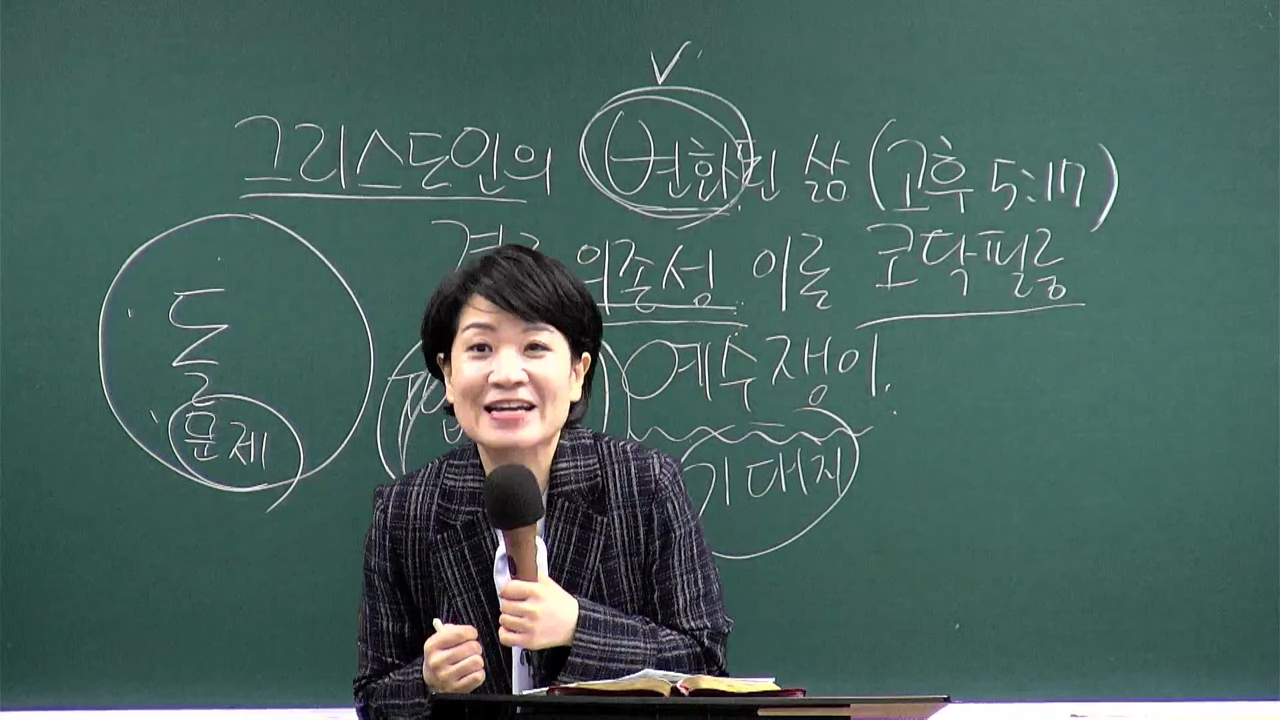 그리스도인의 변화된 삶 (고후 5:17)
의존성 이를 코닥필름
돌
예수쟁이.
문제
기대치